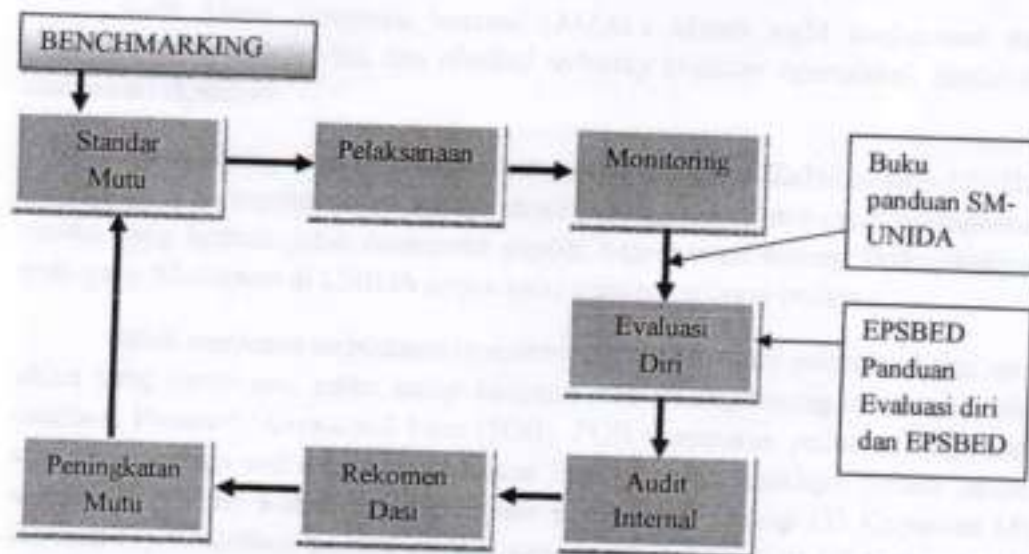 BENCHMARKING
Standar
Mutu
Pelaksanaan
Monitoring
Buku
panduan SM-
UNIDA
Evaluasi
Diri
EPSBED
Panduan
Evaluasi diri
dan EPSBED
Peningkatan
Mutu
Rekomen
Dasi
Audit
Internal